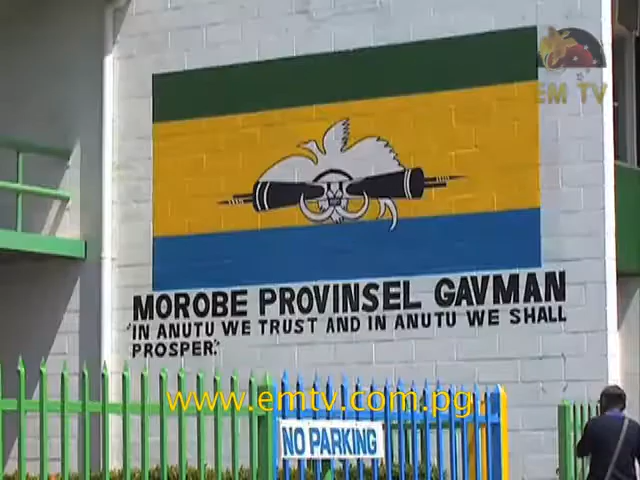 EM TV
MOROBE PROVINSEL GAVMAN
"IN ANUTU WE TRUST AND IN ANUTU WE SHALL
PROSPER."
www.emtv.com.pg
NO PARKING